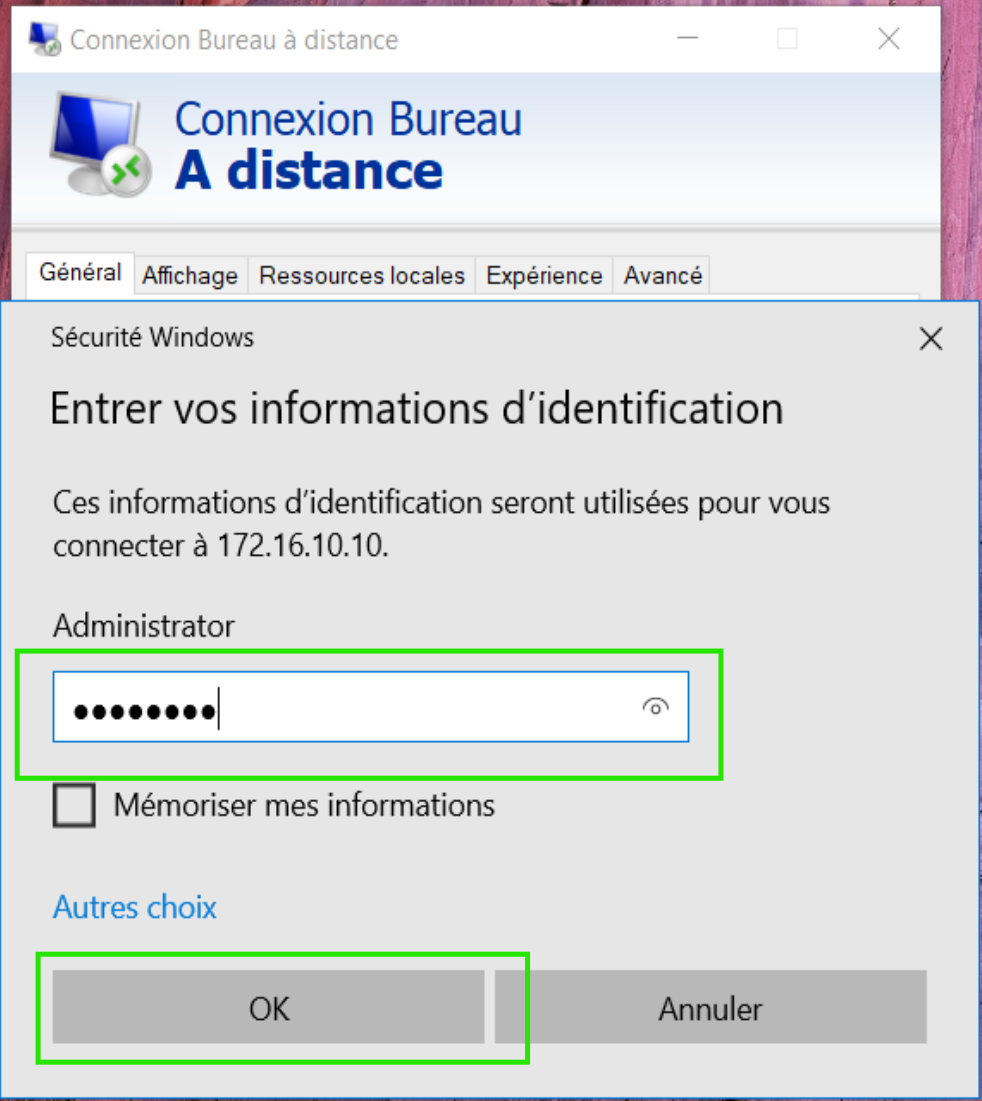 Connexion Bureau à distance
Connexion Bureau
A distance
Général Affichage Ressources locales Expérience Avancé
Sécurité Windows
Entrer vos informations d’identification
Ces informations d’identification seront utilisées pour vous
connecter à 172.16.10.10.
Administrator
●●●●●●●●
Mémoriser mes informations
Autres choix
OK Annuler